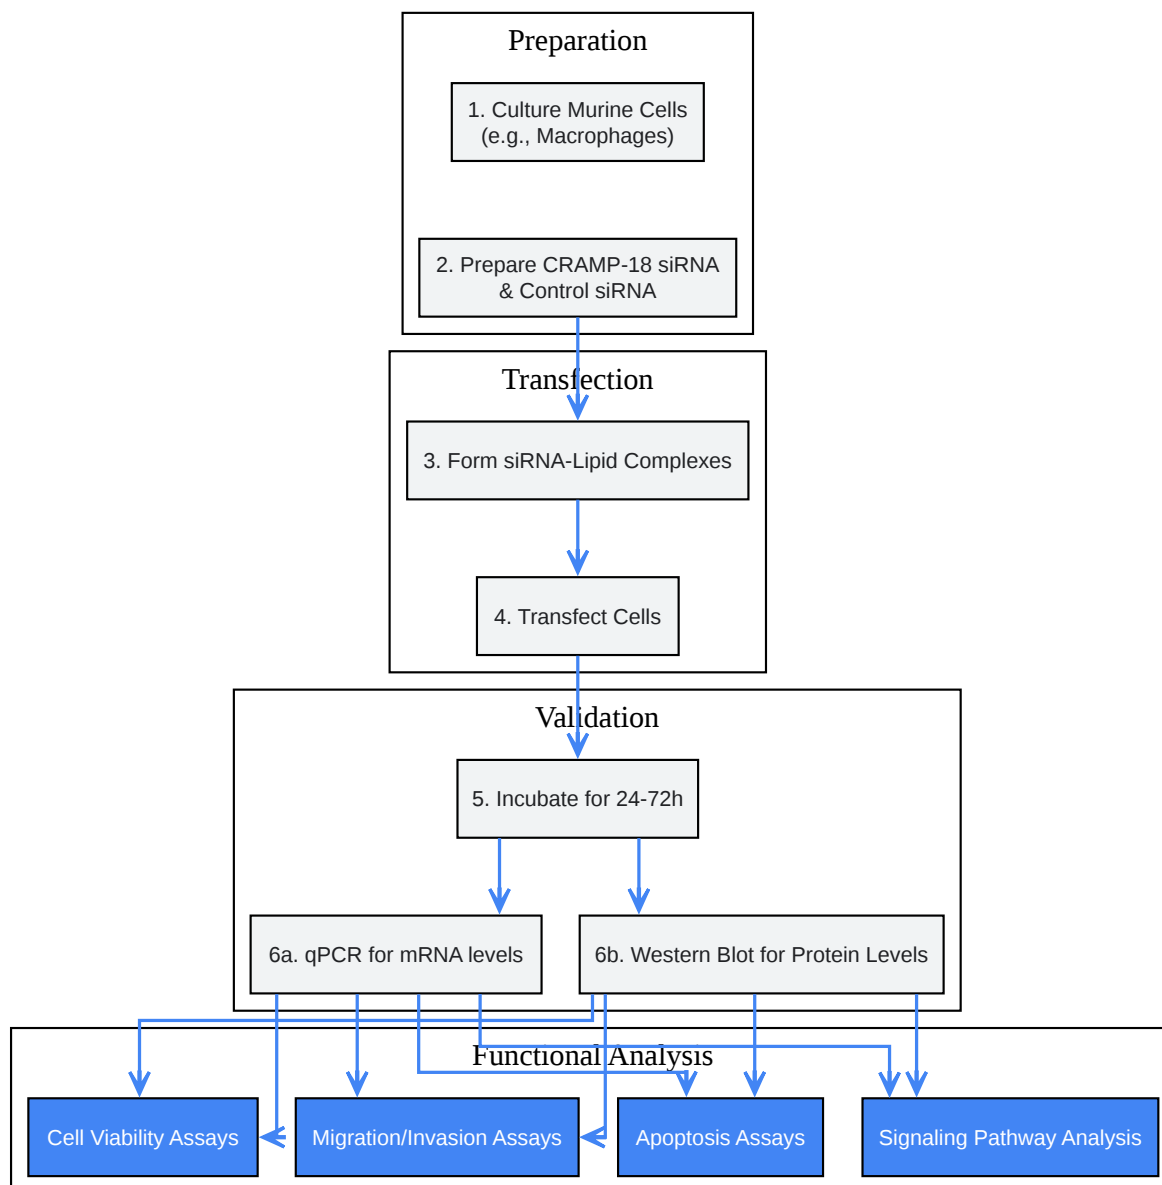 Preparation
1. Culture Murine Cells
(e.g., Macrophages)
2. Prepare CRAMP-18 siRNA
& Control siRNA
Transfection
3. Form siRNA-Lipid Complexes
4. Transfect Cells
Validation
5. Incubate for 24-72h
6a. qPCR for mRNA levels
6b. Western Blot for Protein Levels
Functional Analysis
Cell Viability Assays
Migration/Invasion Assays
Apoptosis Assays
Signaling Pathway Analysis